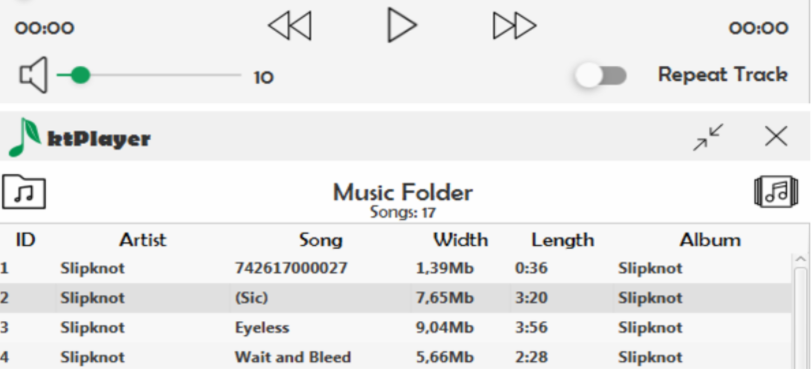 00:00 00:00
10 Repeat Track
ktPlayer
Music Folder
Songs: 17
ID Artist Song Width Length Album
1 Slipknot 742617000027 1,39Mb 0:36 Slipknot
2 Slipknot (Sic) 7,65Mb 3:20 Slipknot
3 Slipknot Eyeless 9,04Mb 3:56 Slipknot
4 Slipknot Wait and Bleed 5,66Mb 2:28 Slipknot